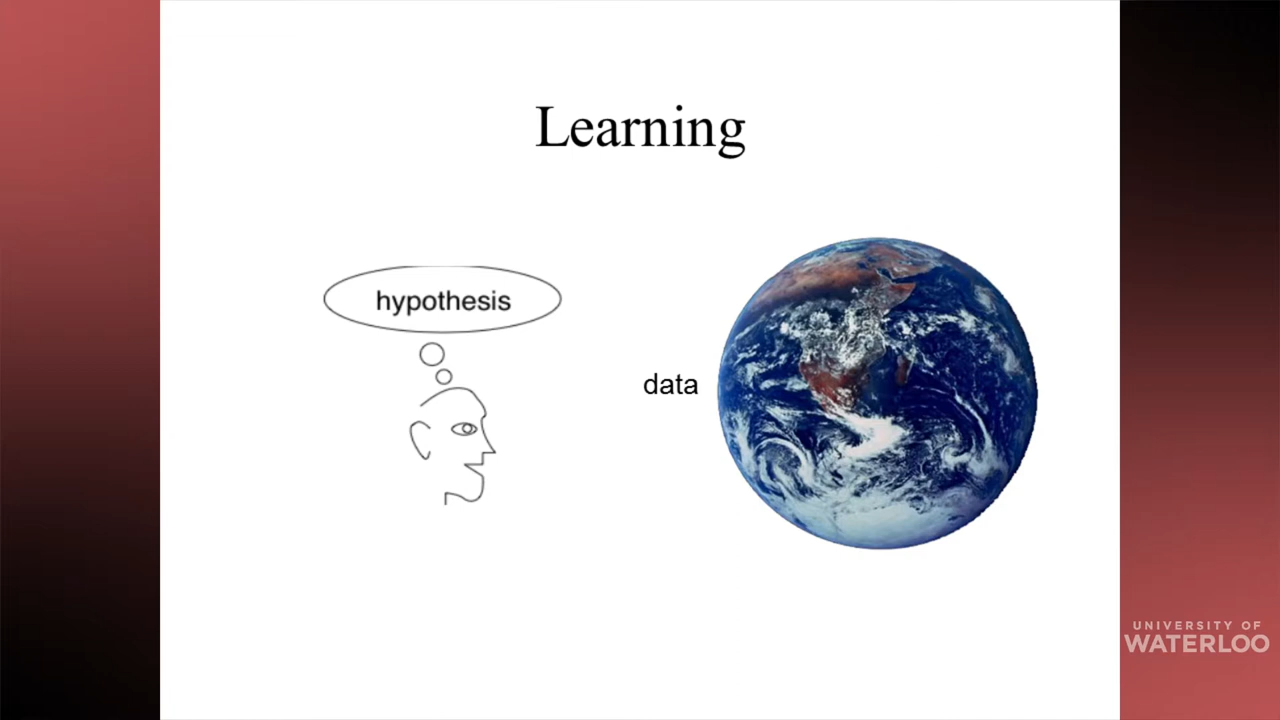 Learning
hypothesis
data
UNIVERSITY OF
WATERLOO